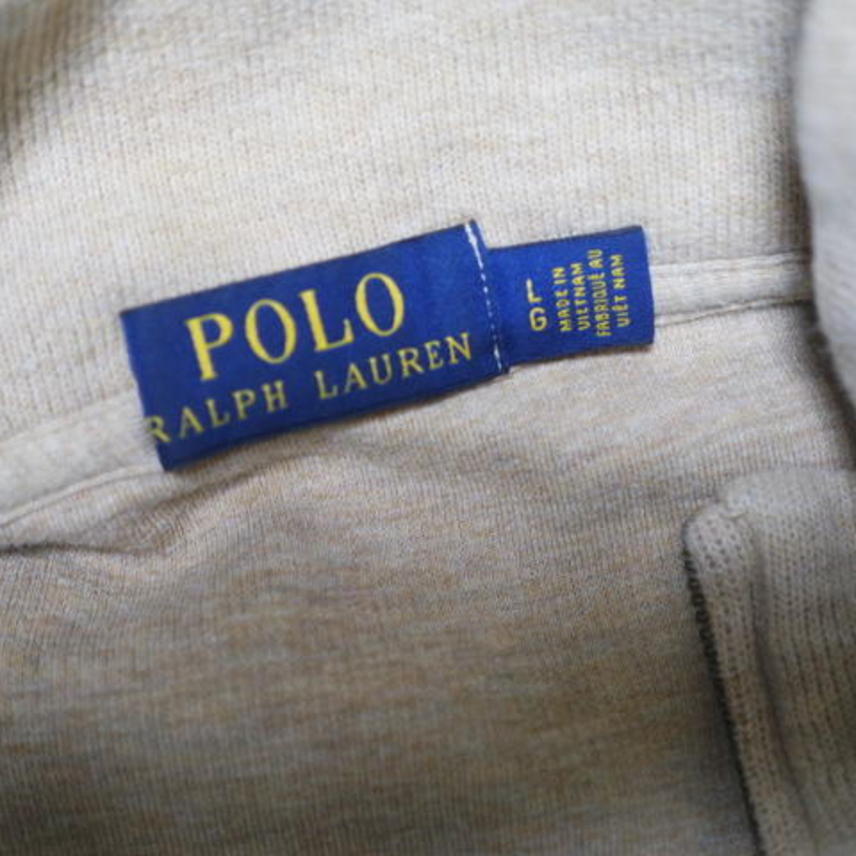 POLO
RALPH LAUREN
L
G
MADE IN
VIETNAM
FABRIQUÉ AU
VIÊT NAM